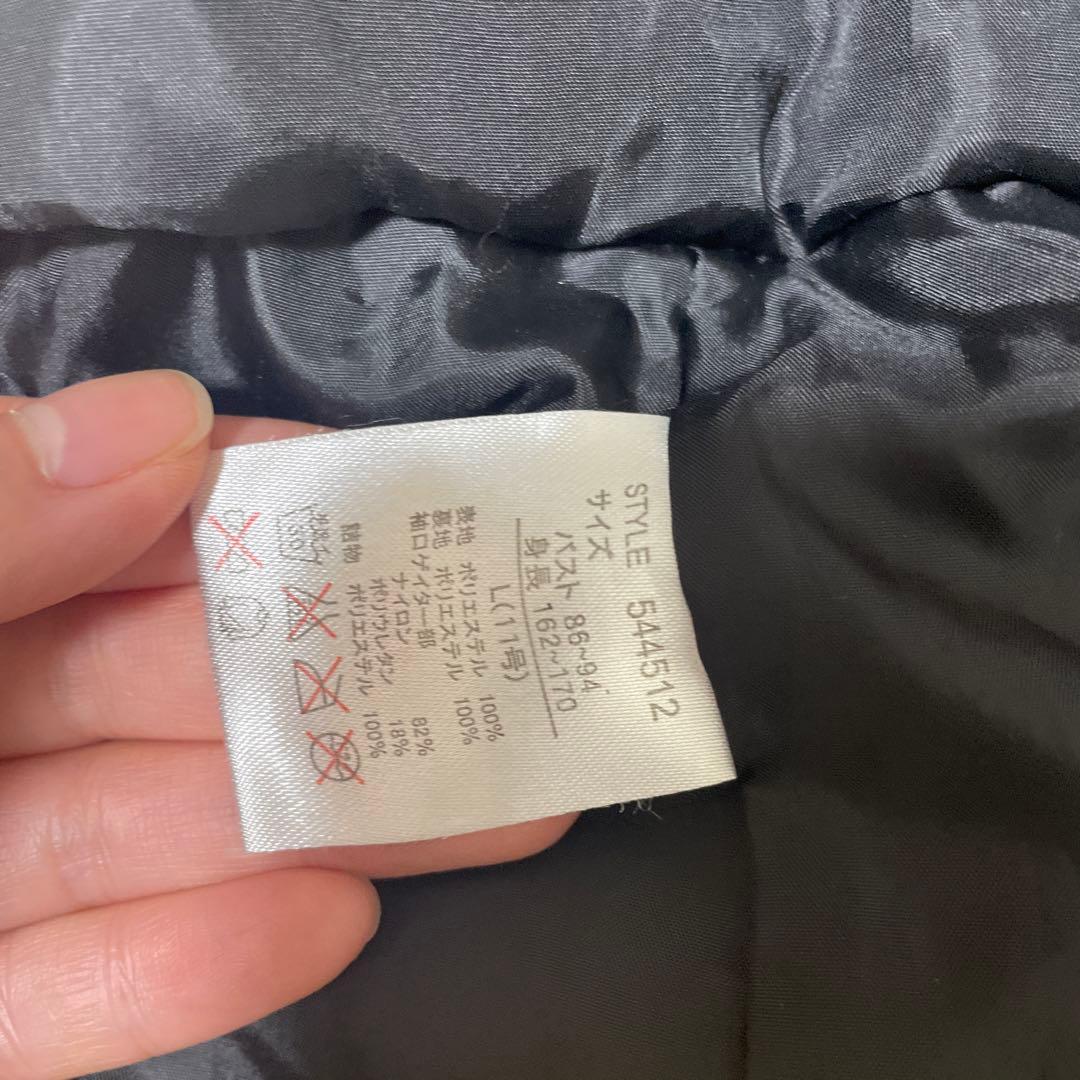 STYLE 544512
サイズ
バスト 86~94
身長 162~170
L(11号)
表地 ポリエステル 100%
裏地 ポリエステル 100%
袖口ゲイター部
ナイロン 82%
ポリウレタン 18%
詰物 ポリエステル 100%